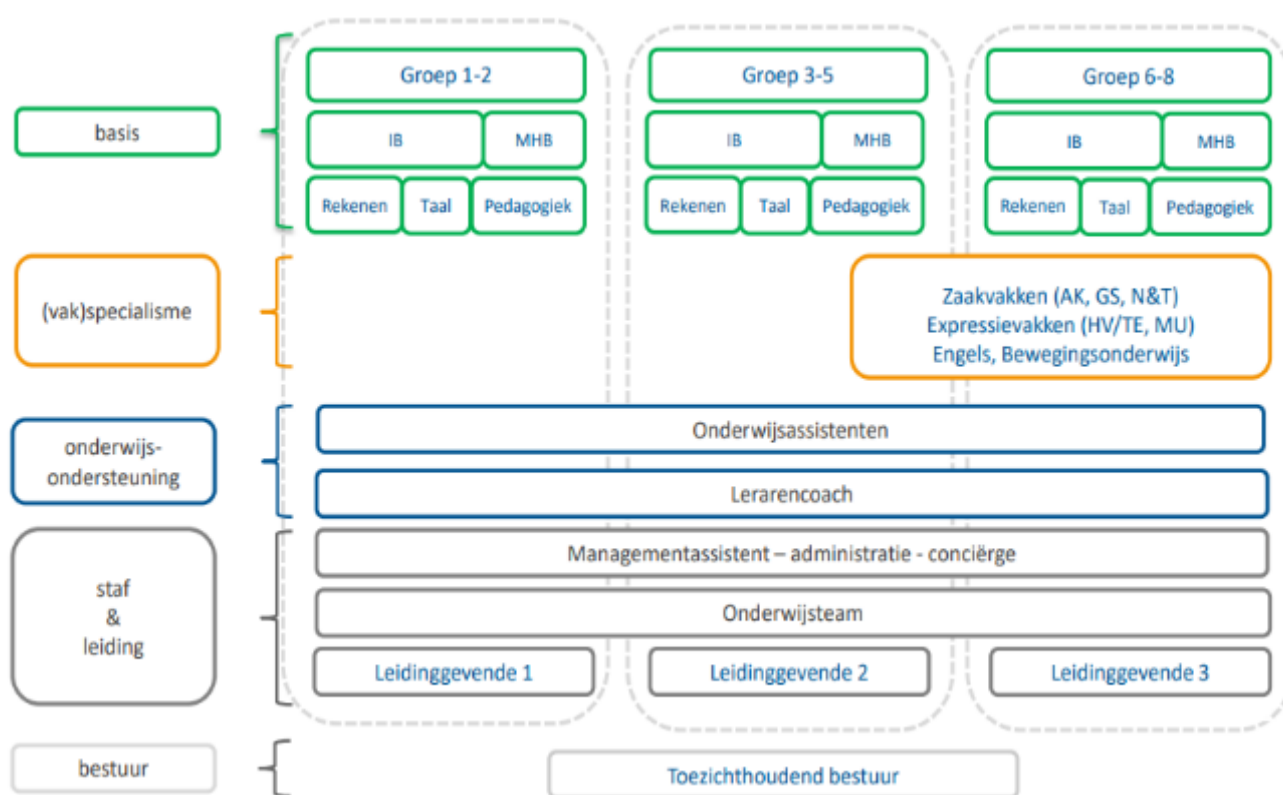 Groep 1-2
Groep 3-5
Groep 6-8
basis
IB
MHB
IB
MHB
IB
MHB
Rekenen
Taal
Pedagogiek
Rekenen
Taal
Pedagogiek
Rekenen
Taal
Pedagogiek
(vak)specialisme
Zaakvakken (AK, GS, N&T)
Expressievakken (HV/TE, MU)
Engels, Bewegingsonderwijs
onderwijs-
ondersteuning
Onderwijsassistenten
Lerarencoach
staf
&
leiding
Managementassistent – administratie - conciërge
Onderwijsteam
Leidinggevende 1
Leidinggevende 2
Leidinggevende 3
bestuur
Toezichthoudend bestuur